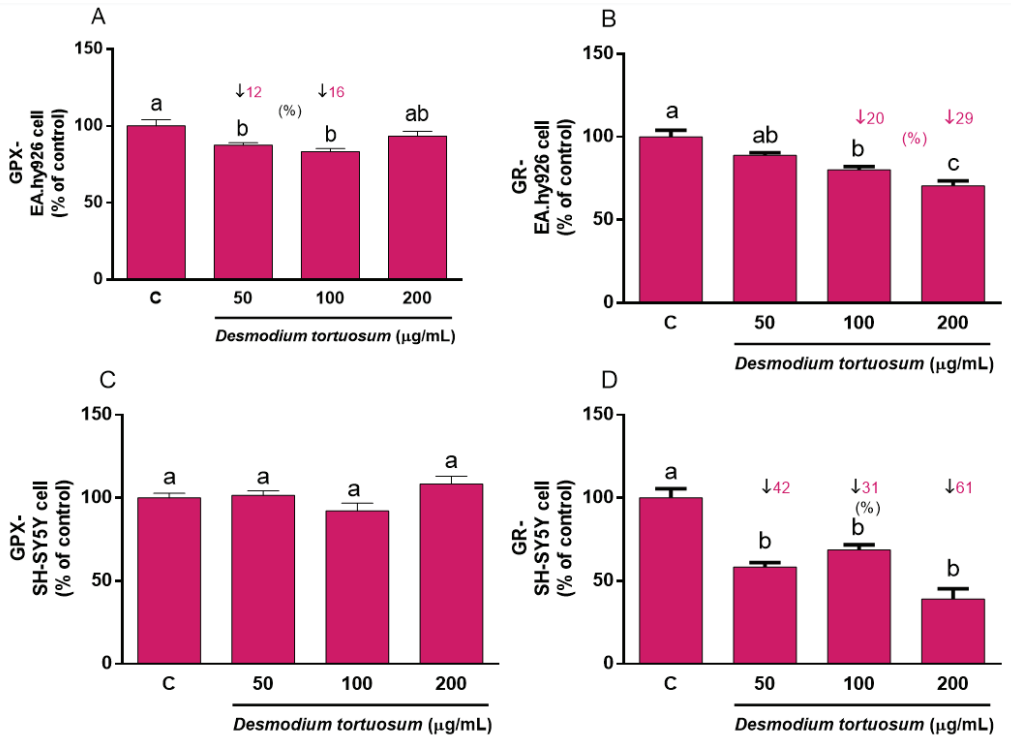 A
GPX-
EA.hy926 cell
(% of control)
150
100
50
0
a
b
b
ab
↓12
↓16
(%)
C
50
100
200
Desmodium tortuosum (μg/mL)
B
GR-
EA.hy926 cell
(% of control)
150
100
50
0
a
ab
b
c
↓20
↓29
(%)
C
50
100
200
Desmodium tortuosum (μg/mL)
C
GPX-
SH-SY5Y cell
(% of control)
150
100
50
0
a
a
a
a
C
50
100
200
Desmodium tortuosum (μg/mL)
D
GR-
SH-SY5Y cell
(% of control)
150
100
50
0
a
b
b
b
↓42
↓31
(%)
↓61
C
50
100
200
Desmodium tortuosum (μg/mL)